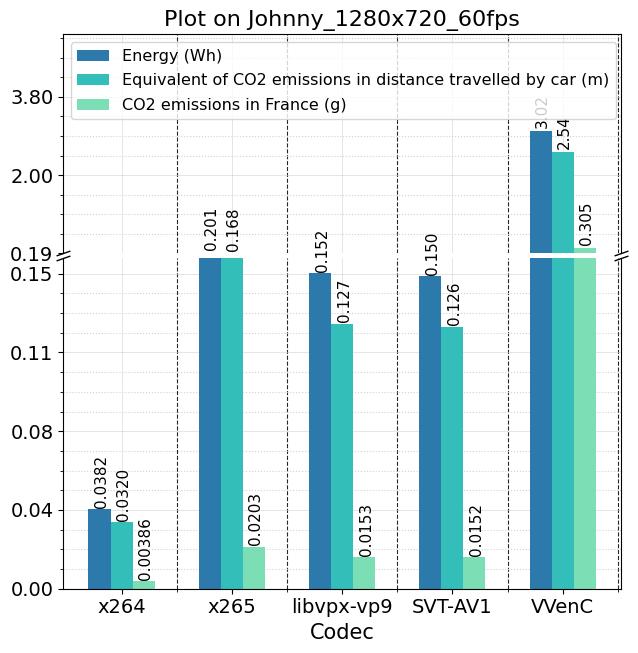 Plot on Johnny_1280x720_60fps
Energy (Wh)
Equivalent of CO2 emissions in distance travelled by car (m)
CO2 emissions in France (g)
3.80
2.00
0.19
0.15
0.11
0.08
0.04
0.00
0.0382
0.0320
0.00386
0.201
0.168
0.0203
0.152
0.127
0.0153
0.150
0.126
0.0152
3.02
2.54
0.305
x264
x265
libvpx-vp9
SVT-AV1
VVenC
Codec